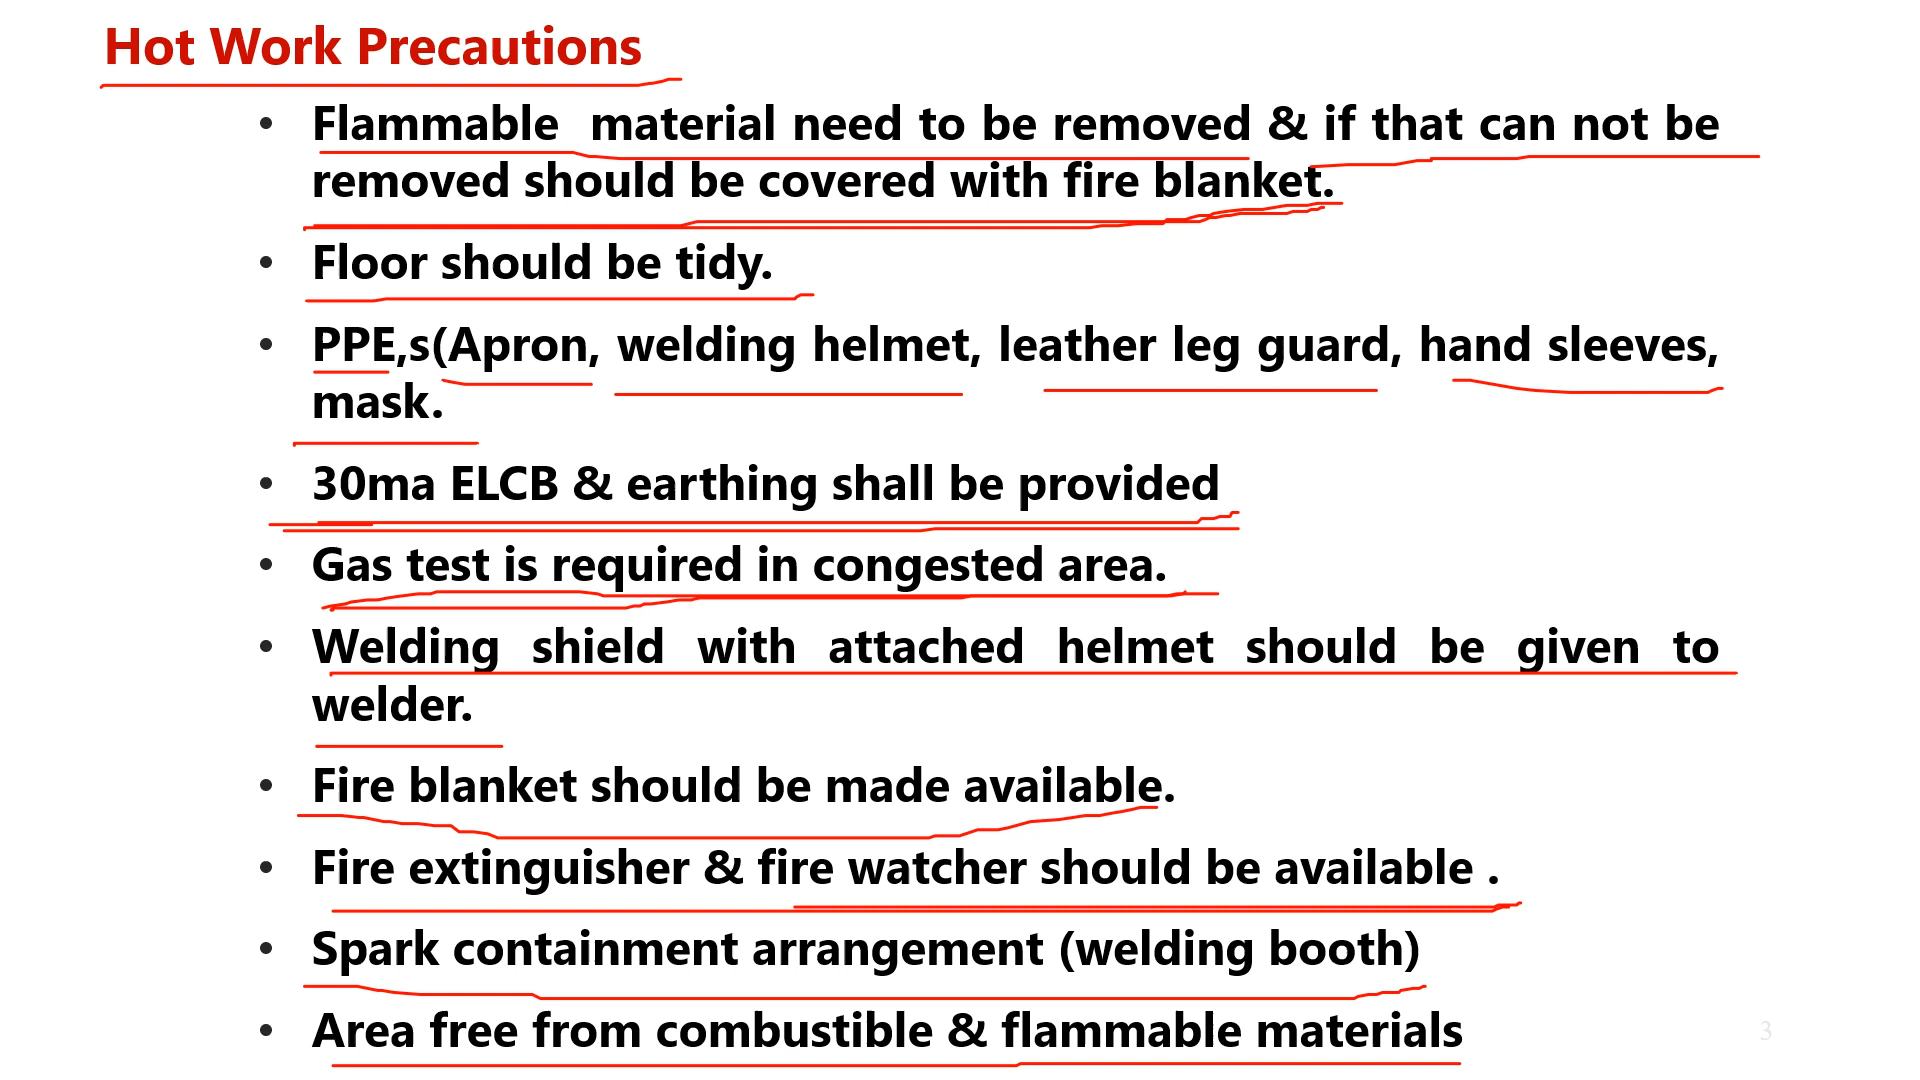 Hot Work Precautions
• Flammable material need to be removed & if that can not be
removed should be covered with fire blanket.
• Floor should be tidy.
• PPE,s(Apron, welding helmet, leather leg guard, hand sleeves,
mask.
• 30ma ELCB & earthing shall be provided
• Gas test is required in congested area.
• Welding shield with attached helmet should be given to
welder.
• Fire blanket should be made available.
• Fire extinguisher & fire watcher should be available .
• Spark containment arrangement (welding booth)
• Area free from combustible & flammable materials
3